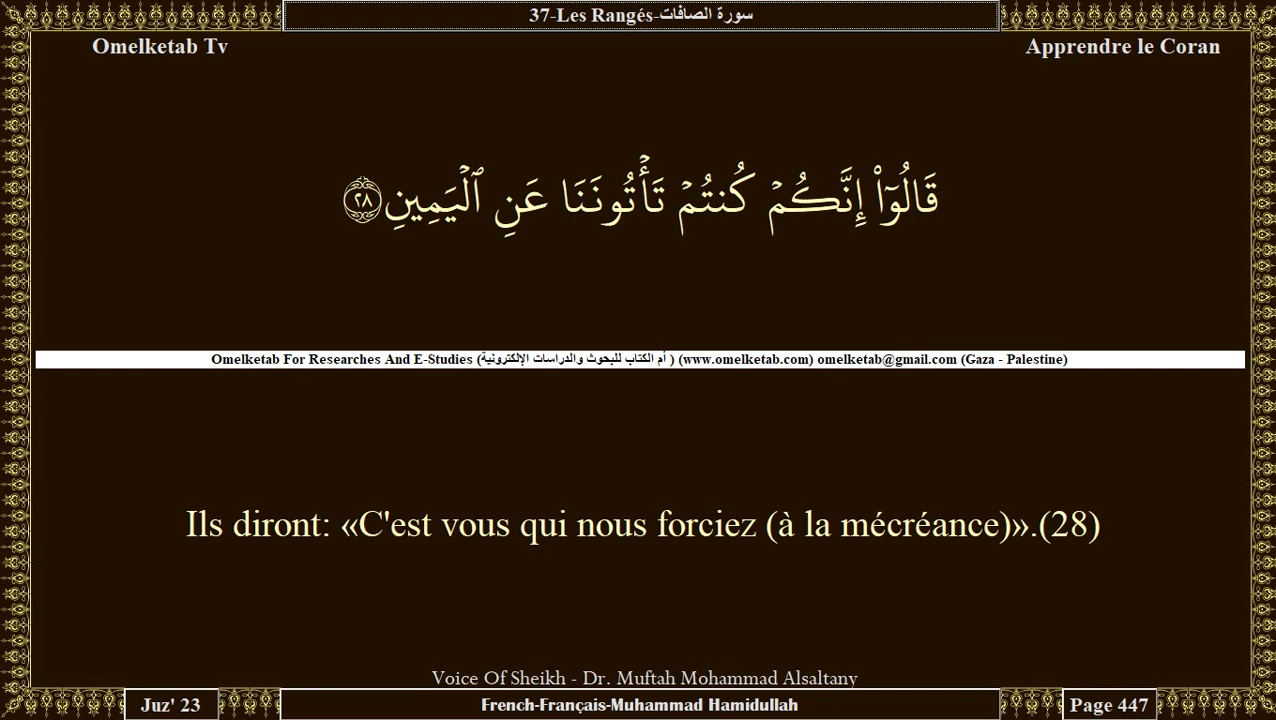 37-Les Rangés-سورة الصافات
Omelketab Tv
Apprendre le Coran
قَالُوٓا۟ إِنَّكُمْ كُنتُمْ تَأْتُونَنَا عَنِ ٱلْيَمِينِ ٢٨
Omelketab For Researches And E-Studies (أم الكتاب للبحوث والدراسات الإلكترونية ) (www.omelketab.com) omelketab@gmail.com (Gaza - Palestine)
Ils diront: «C'est vous qui nous forciez (à la mécréance)».(28)
Voice Of Sheikh - Dr. Muftah Mohammad Alsaltany
Juz' 23
French-Français-Muhammad Hamidullah
Page 447